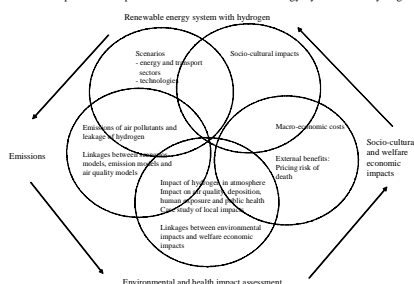 Renewable energy system with hydrogen
Scenarios
- energy and transport
sectors
- technologies
Socio-cultural impacts
Emissions of air pollutants and
leakage of hydrogen
Linkages between
models, emission models and
air quality models
Macro-economic costs
External benefits:
Pricing risk of
death
Emissions
Socio-cultura
and welfare
economic
impacts
Impact of hydrogen in atmosphere
Impact on air quality, deposition,
human exposure and public health
Case study of local impacts
Linkages between environmental
impacts and welfare economic
impacts
Environmental and health impact assessment